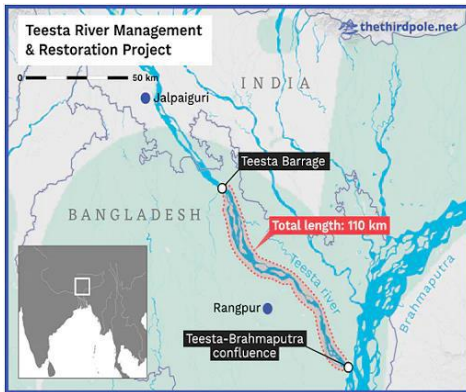 Teesta River Management
& Restoration Project
thethirdpole.net
50 km
INDIA
Jalpaiguri
Teesta Barrage
BANGLADESH
Total length: 110 km
Teesta river
Brahmaputra
Rangpur
Teesta-Brahmaputra
confluence